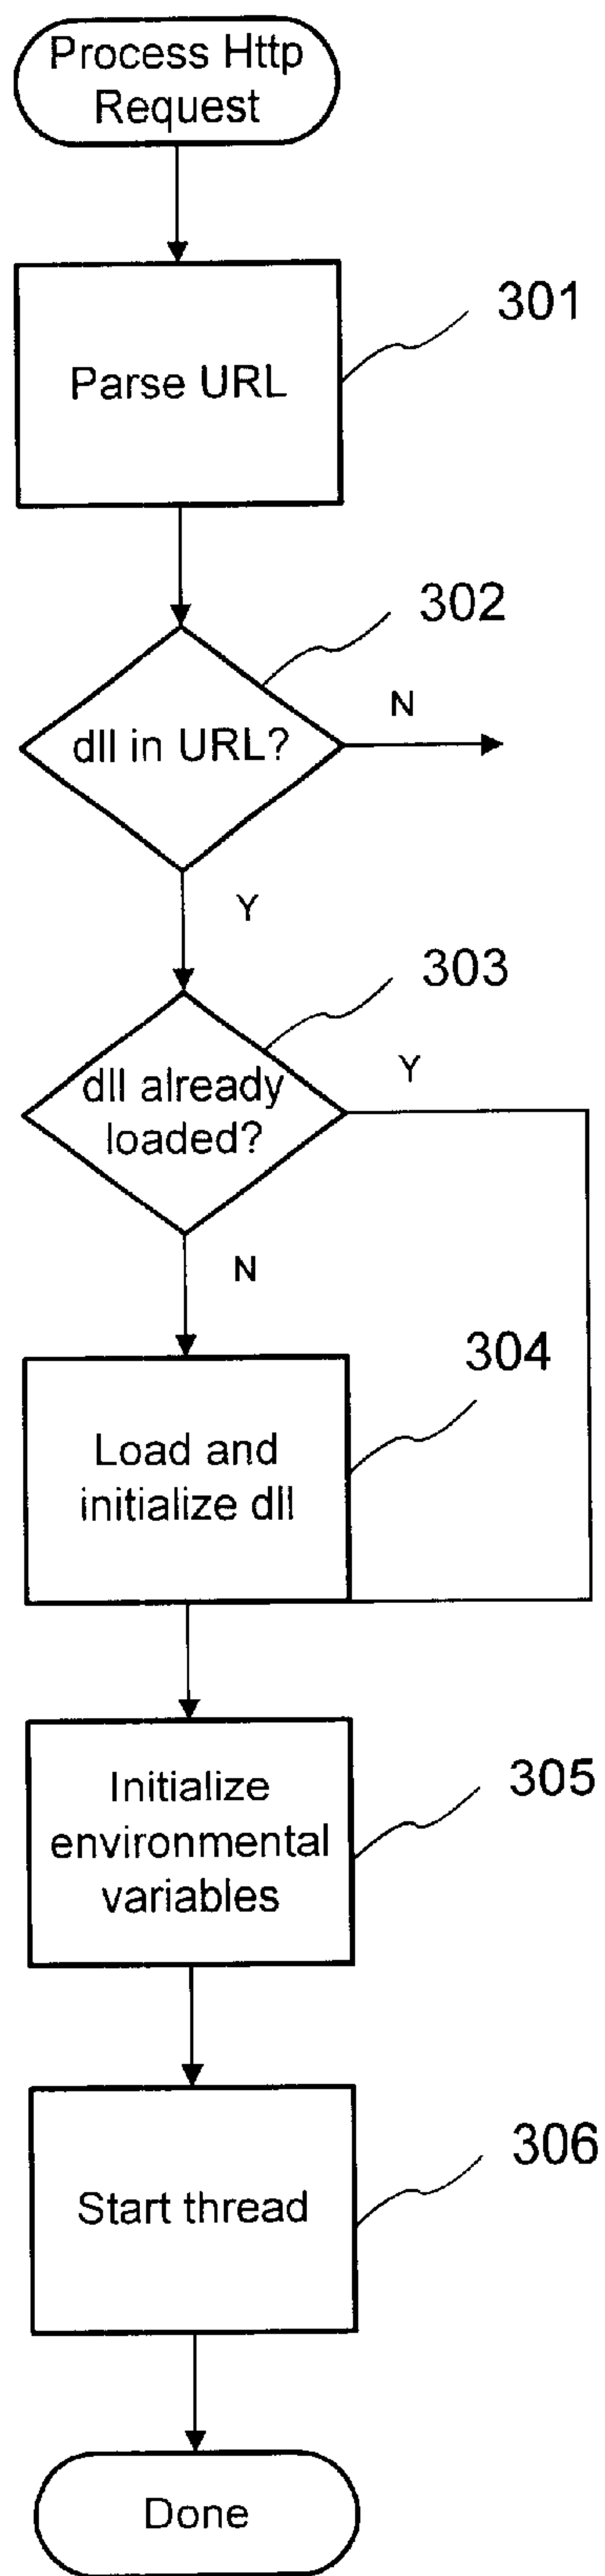 Process Http
Request
301
Parse URL
302
dll in URL?
N
Y
303
dll already
loaded?
Y
N
304
Load and
initialize dll
305
Initialize
environmental
variables
306
Start thread
Done